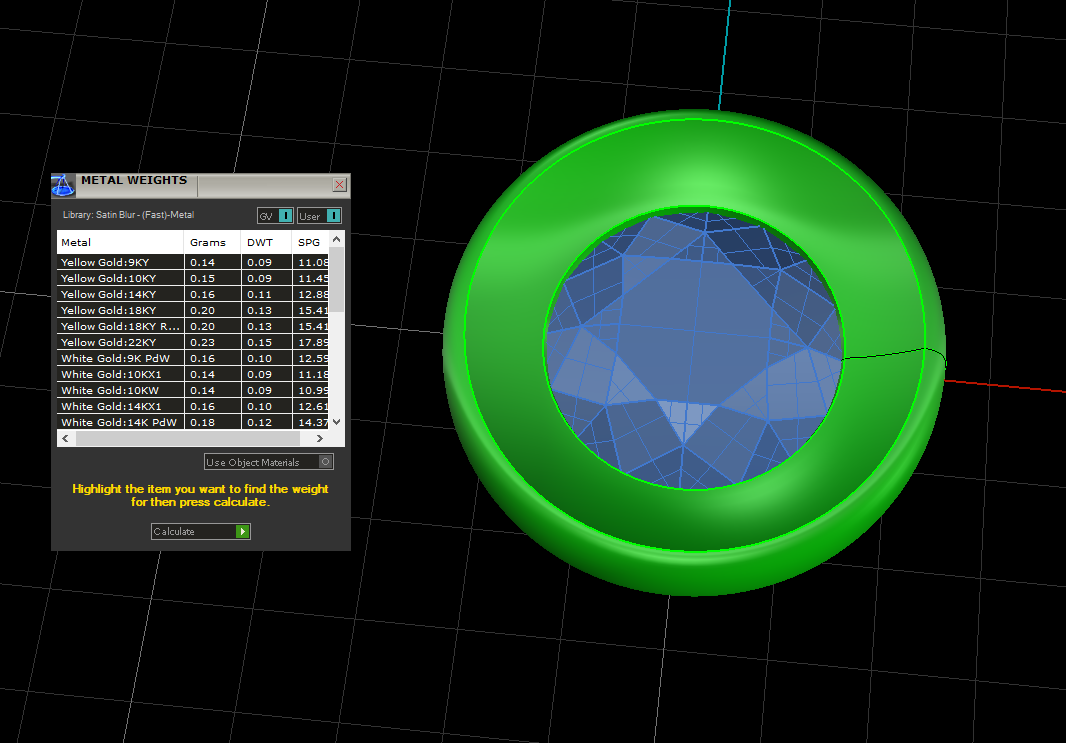 METAL WEIGHTS
Library: Satin Blur - (Fast)-Metal GV User
Metal Grams DWT SPG
Yellow Gold:9KY 0.14 0.09 11.08
Yellow Gold:10KY 0.15 0.09 11.45
Yellow Gold:14KY 0.16 0.11 12.88
Yellow Gold:18KY 0.20 0.13 15.41
Yellow Gold:18KY R... 0.20 0.13 15.41
Yellow Gold:22KY 0.23 0.15 17.89
White Gold:9K PdW 0.16 0.10 12.59
White Gold:10KX1 0.14 0.09 11.18
White Gold:10KW 0.14 0.09 10.99
White Gold:14KX1 0.16 0.10 12.61
White Gold:14K PdW 0.18 0.12 14.37
Use Object Materials
Highlight the item you want to find the weight
for then press calculate.
Calculate